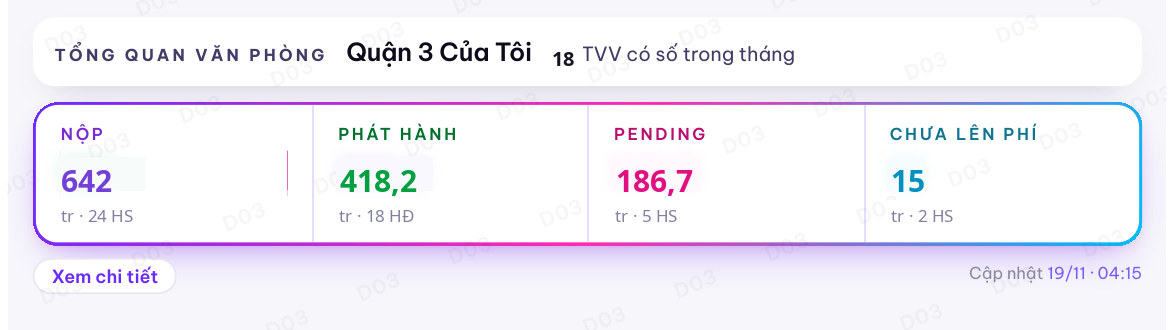 TỔNG QUAN VĂN PHÒNG Quận 3 Của Tôi 18 TVV có số trong tháng
NỘP PHÁT HÀNH PENDING CHƯA LÊN PHÍ
642 418,2 186,7 15
tr · 24 HS tr · 18 HĐ tr · 5 HS tr · 2 HS
Xem chi tiết Cập nhật 19/11 · 04:15
D03